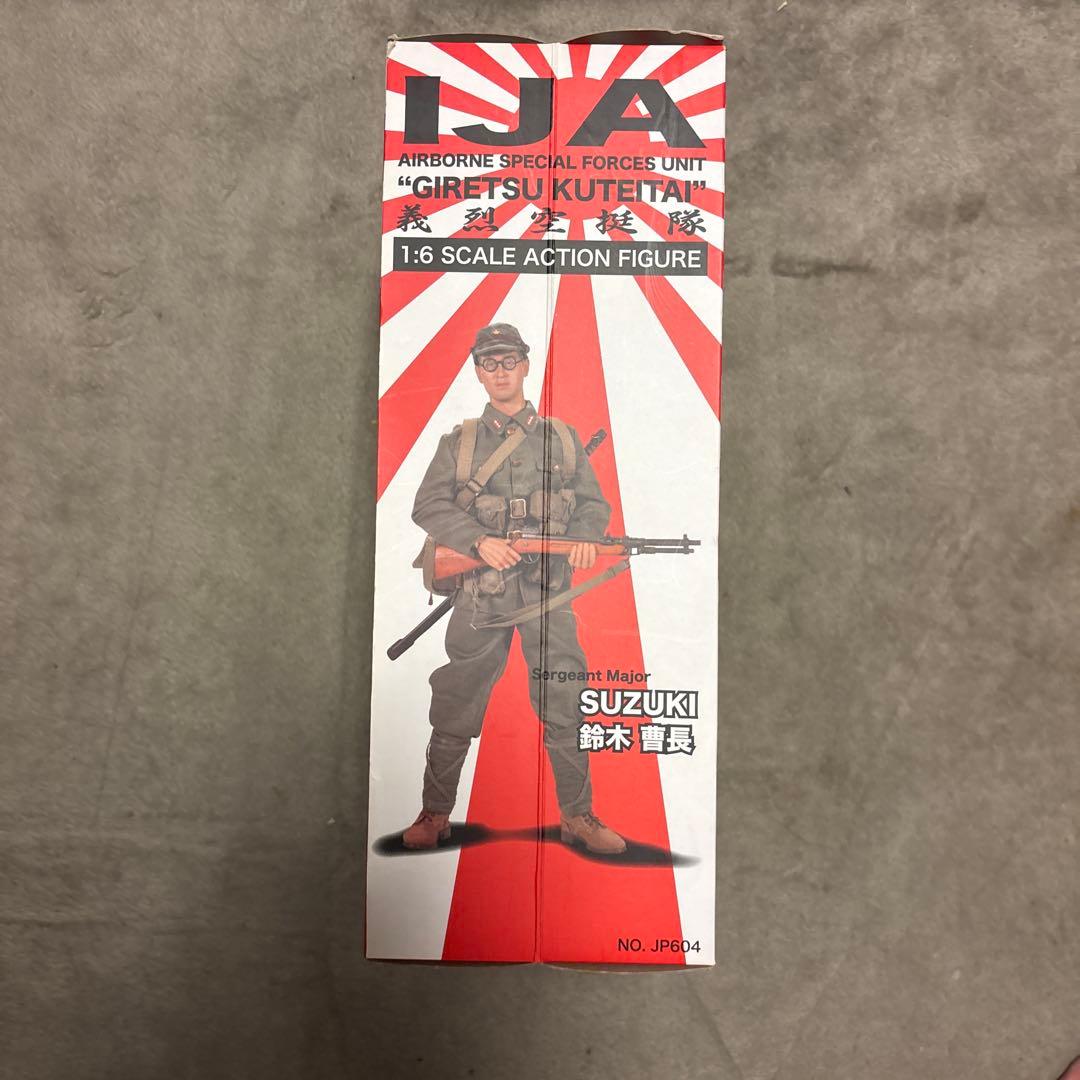 IJA
AIRBORNE SPECIAL FORCES UNIT
“GIRETSU KUTEITAI”
義烈空挺隊
1:6 SCALE ACTION FIGURE
Sergeant Major
SUZUKI
鈴木 曹長
NO. JP604